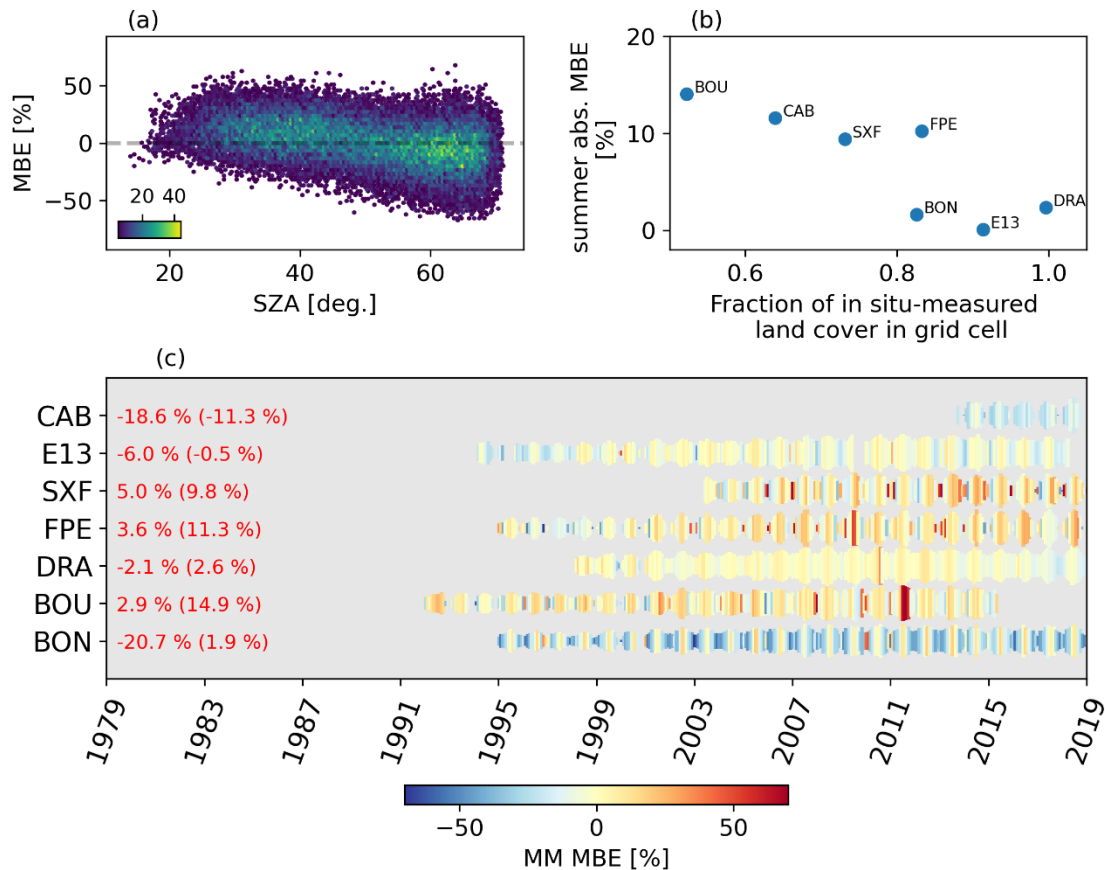 (a)
MBE [%]
50
0
−50
20 40
20 40 60
SZA [deg.]
(b)
summer abs. MBE
[%]
20
10
0
BOU
CAB
SXF
FPE
BON
E13
DRA
0.6 0.8 1.0
Fraction of in situ-measured
land cover in grid cell
(c)
CAB -18.6 % (-11.3 %)
E13 -6.0 % (-0.5 %)
SXF 5.0 % (9.8 %)
FPE 3.6 % (11.3 %)
DRA -2.1 % (2.6 %)
BOU 2.9 % (14.9 %)
BON -20.7 % (1.9 %)
1979 1983 1987 1991 1995 1999 2003 2007 2011 2015 2019
−50 0 50
MM MBE [%]